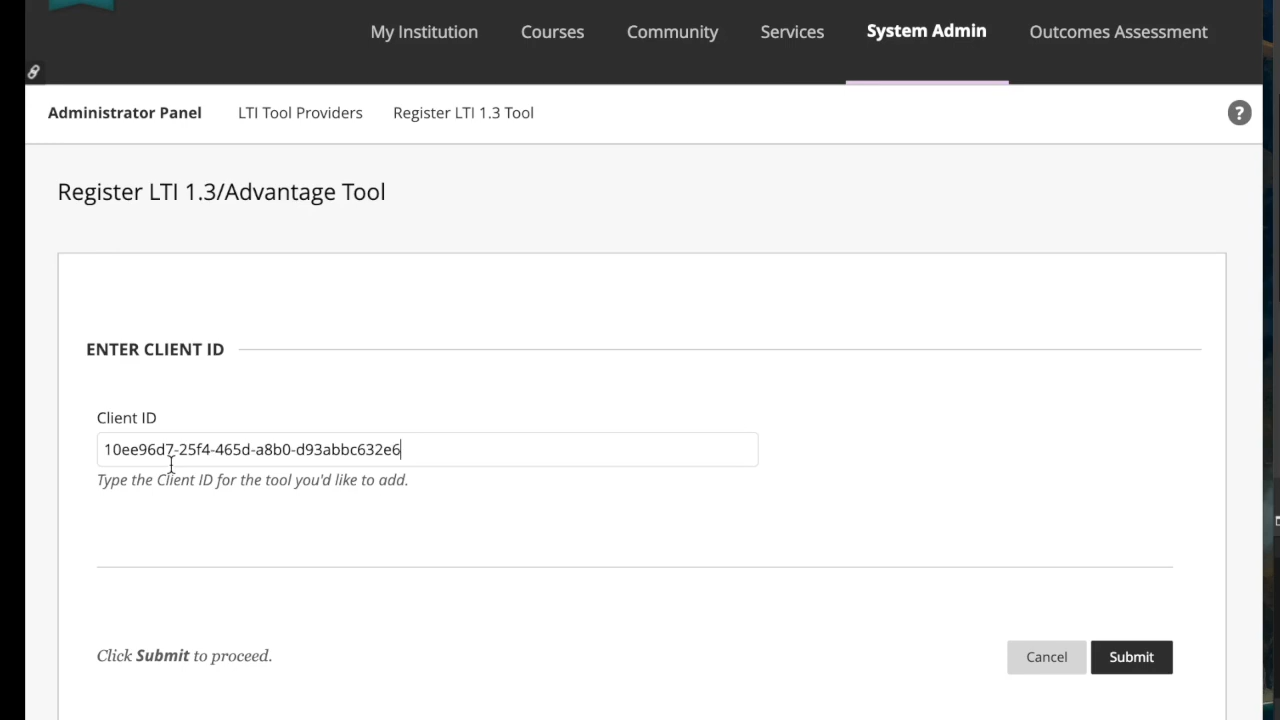 My Institution Courses Community Services System Admin Outcomes Assessment
Administrator Panel LTI Tool Providers Register LTI 1.3 Tool ?
Register LTI 1.3/Advantage Tool
ENTER CLIENT ID
Client ID
10ee96d7-25f4-465d-a8b0-d93abbc632e6
Type the Client ID for the tool you'd like to add.
Click Submit to proceed. Cancel Submit